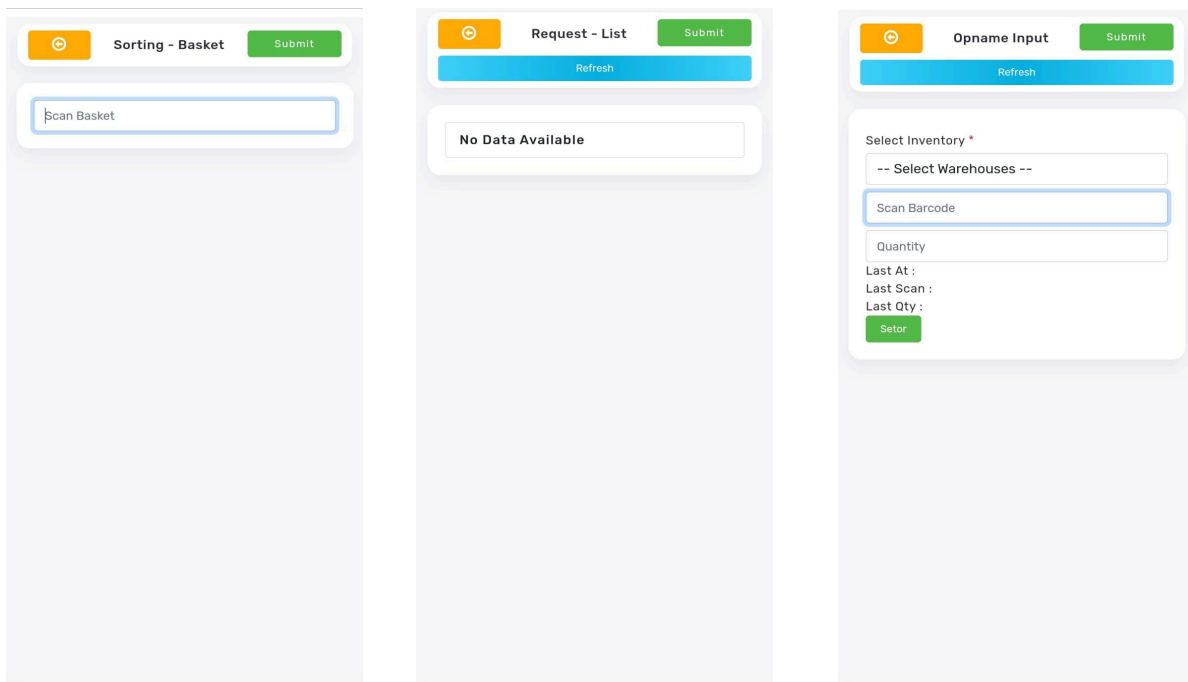 Sorting - Basket
Submit
Scan Basket
Request - List
Submit
Refresh
No Data Available
Opname Input
Submit
Refresh
Select Inventory *
-- Select Warehouses --
Scan Barcode
Quantity
Last At :
Last Scan :
Last Qty :
Setor